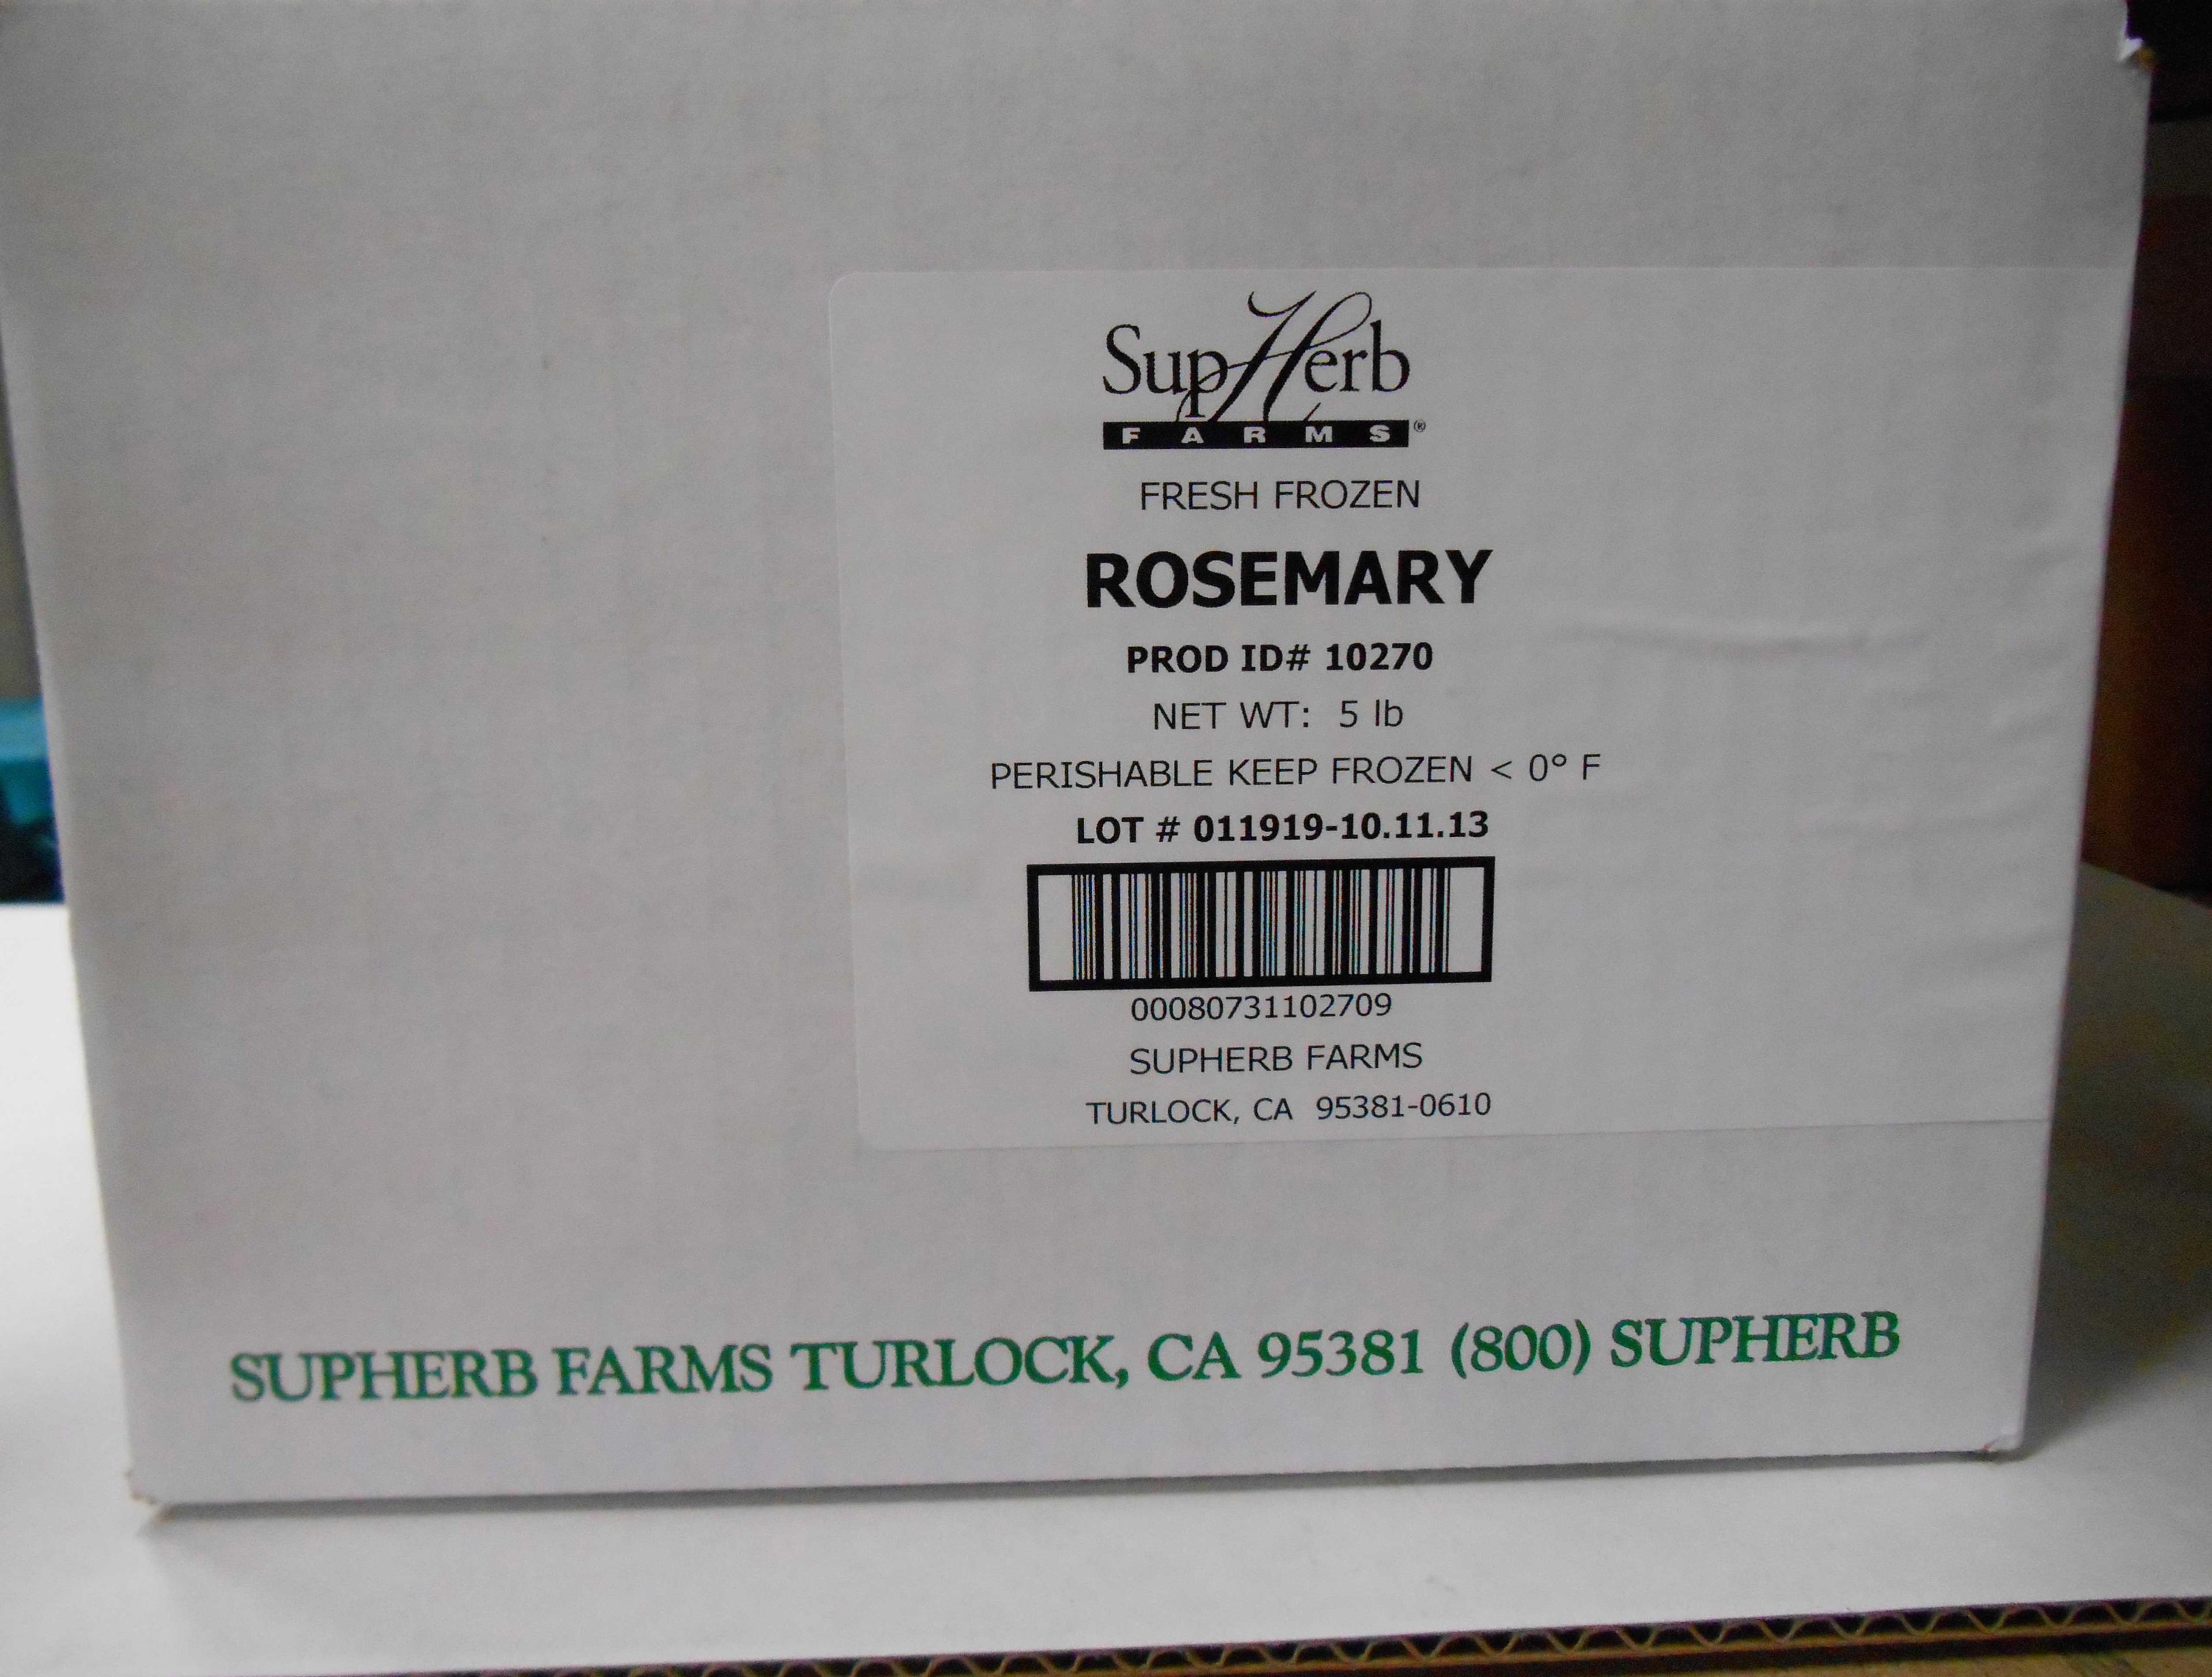 SupHerb
FARMS®
FRESH FROZEN
ROSEMARY
PROD ID# 10270
NET WT: 5 lb
PERISHABLE KEEP FROZEN < 0° F
LOT # 011919-10.11.13
00080731102709
SUPHERB FARMS
TURLOCK, CA 95381-0610
SUPHERB FARMS TURLOCK, CA 95381 (800) SUPHERB